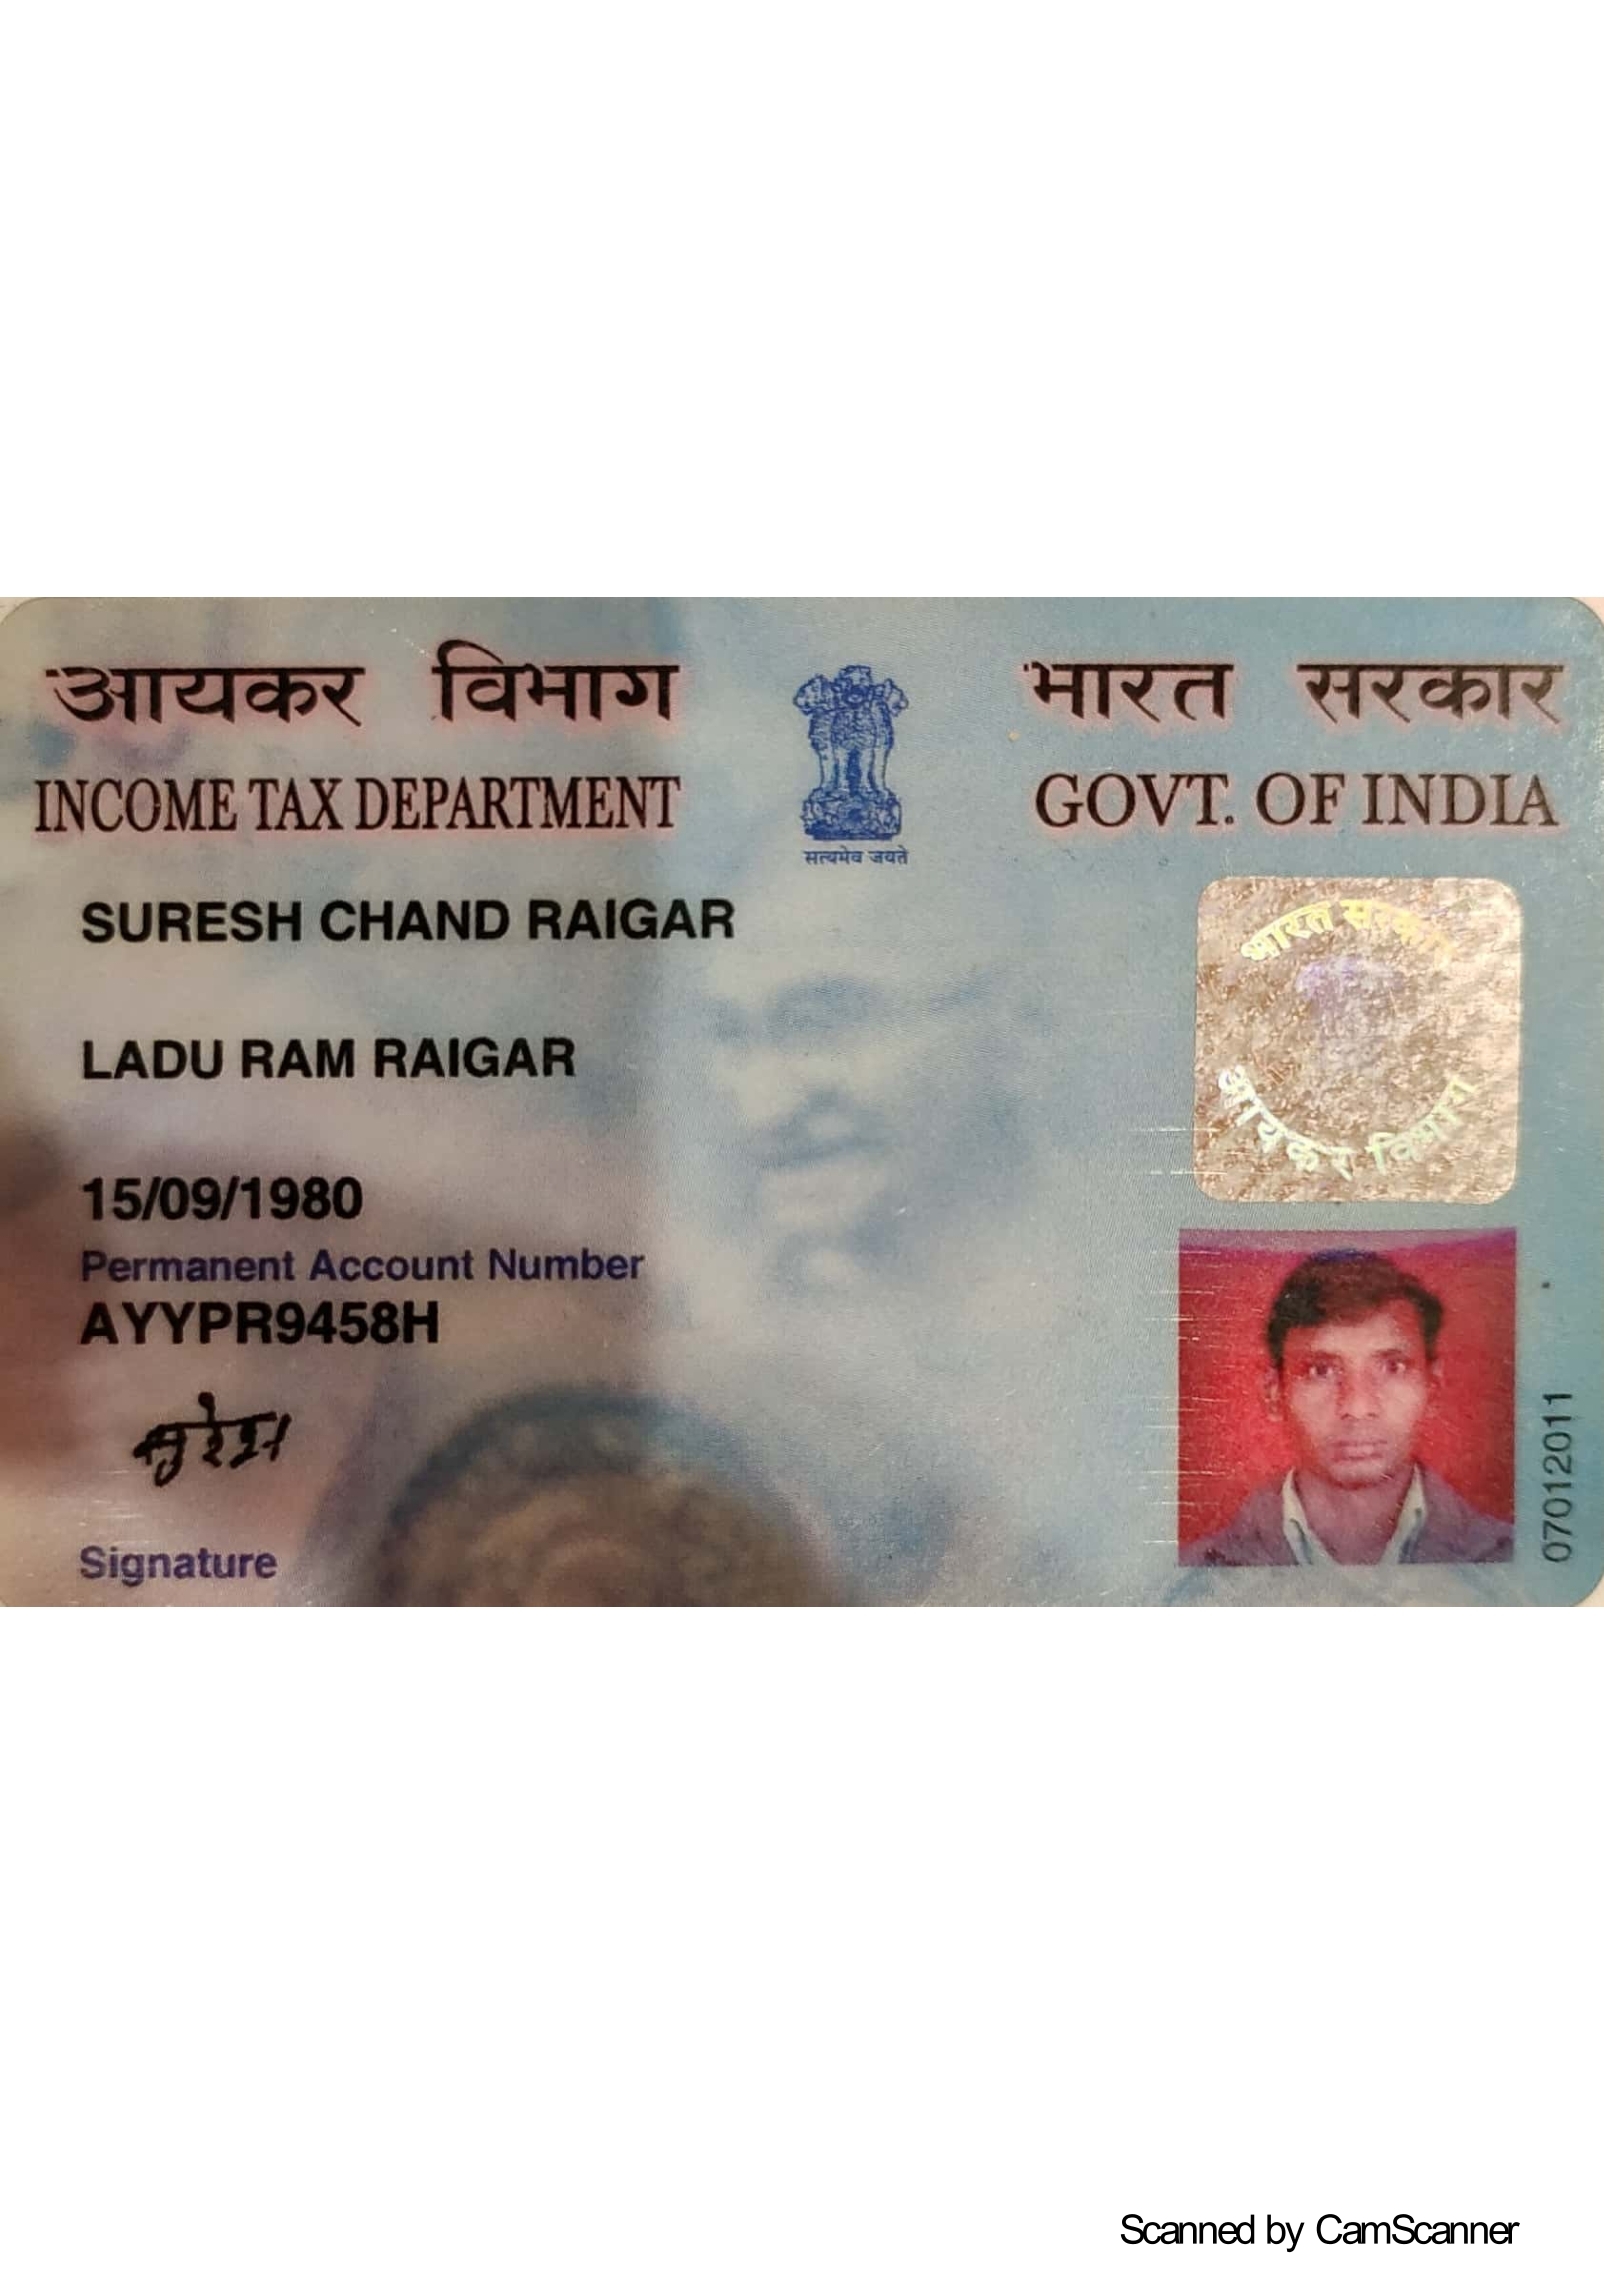 आयकर विभाग
भारत सरकार
INCOME TAX DEPARTMENT
GOVT. OF INDIA
सत्यमेव जयते
SURESH CHAND RAIGAR
भारत सरकार
LADU RAM RAIGAR
आयकर विभाग
15/09/1980
Permanent Account Number
AYYPR9458H
सुरेश
Signature
07012011
Scanned by CamScanner